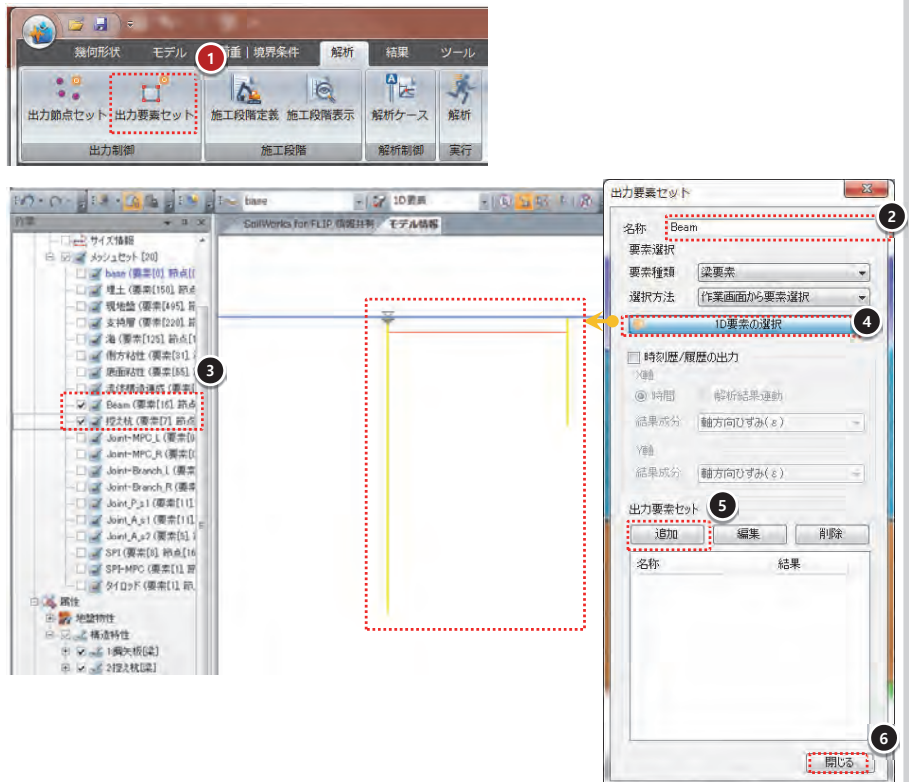 幾何形状 モデル 荷重 | 境界条件 解析 結果 ツール
1
出力節点セット 出力要素セット 施工段階定義 施工段階表示 解析ケース 解析
出力制御 施工段階 解析制御 実行
base 1D要素
作業
SoilWorks for FLIP 情報共有 モデル情報
サイズ情報
メッシュセット [20]
base (要素[0], 節点[(
埋土 (要素[150], 節点
現地盤 (要素[495], 節
支持層 (要素[220], 節
海 (要素[125], 節点[1
側方粘性 (要素[31],
底面粘性 (要素[55],
流体構造連成 (要素[
3
Beam (要素[16], 節点
控え杭 (要素[7], 節点
Joint-MPC_L (要素[9
Joint-MPC_R (要素[(
Joint-Branch_L (要素
Joint-Branch_R (要素
Joint_P_s1 (要素[11],
Joint_A_s1 (要素[11],
Joint_A_s2 (要素[5],
SPI (要素[8], 節点[16
SPI-MPC (要素[1], 節
タイロッド (要素[1], 節
属性
地盤物性
構造特性
1鋼矢板[梁]
2控え杭[梁]
出力要素セット
2
名称 Beam
要素選択
要素種類 梁要素
選択方法 作業画面から要素選択
1D要素の選択
4
時刻歴/履歴の出力
X軸
時間 解析結果連動
結果成分 軸方向ひずみ(ε)
Y軸
結果成分 軸方向ひずみ(ε)
出力要素セット
5
追加 編集 削除
名称 結果
6
閉じる